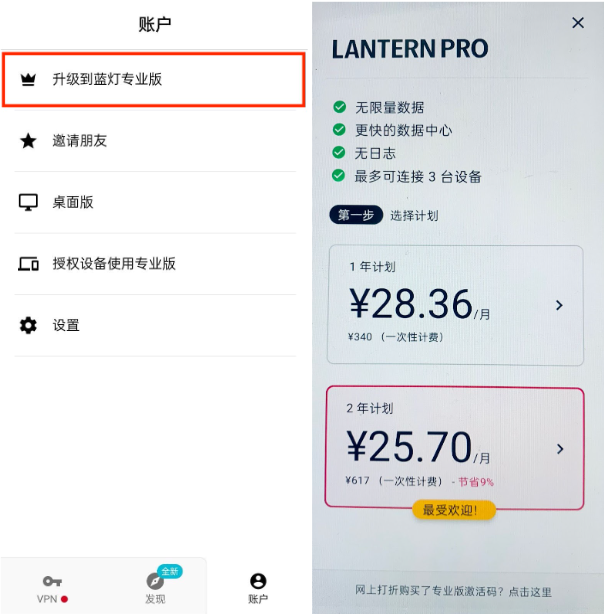 账户
升级到蓝灯专业版
邀请朋友
桌面版
授权设备使用专业版
设置
VPN
全新
发现
账户
LANTERN PRO
无限量数据
更快的数据中心
无日志
最多可连接 3 台设备
第一步 选择计划
1 年计划
¥28.36/月
¥340 （一次性计费）
2 年计划
¥25.70/月
¥617 （一次性计费） - 节省9%
最受欢迎!
网上打折购买了专业版激活码? 点击这里